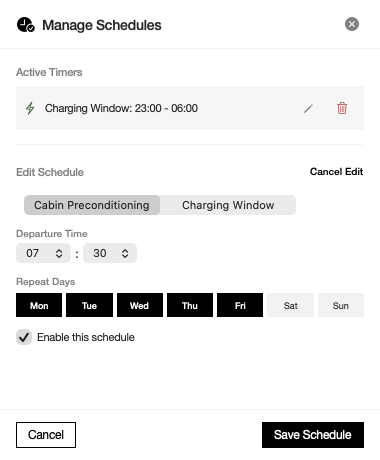 Manage Schedules
Active Timers
Charging Window: 23:00 - 06:00
Edit Schedule Cancel Edit
Cabin Preconditioning Charging Window
Departure Time
07 : 30
Repeat Days
Mon Tue Wed Thu Fri Sat Sun
Enable this schedule
Cancel Save Schedule